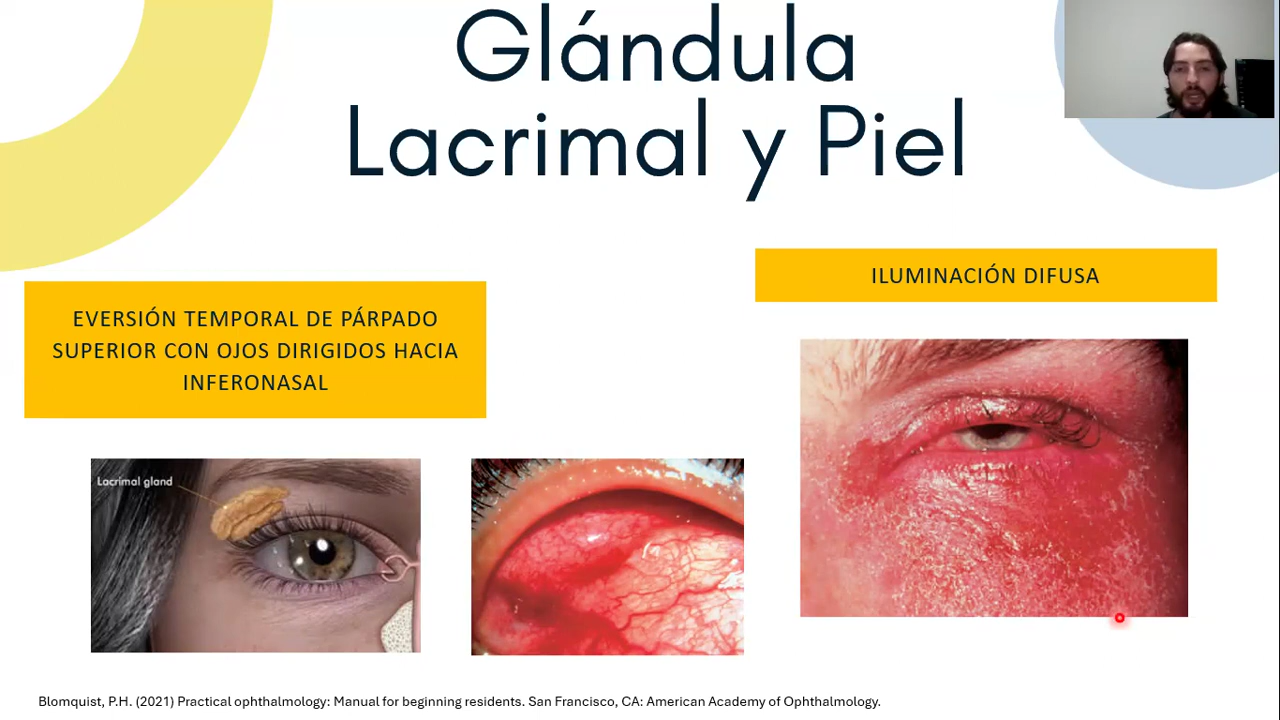 Glándula
Lacrimal y Piel
EVERSIÓN TEMPORAL DE PÁRPADO
SUPERIOR CON OJOS DIRIGIDOS HACIA
INFERONASAL
ILUMINACIÓN DIFUSA
Lacrimal gland
Blomquist, P.H. (2021) Practical ophthalmology: Manual for beginning residents. San Francisco, CA: American Academy of Ophthalmology.